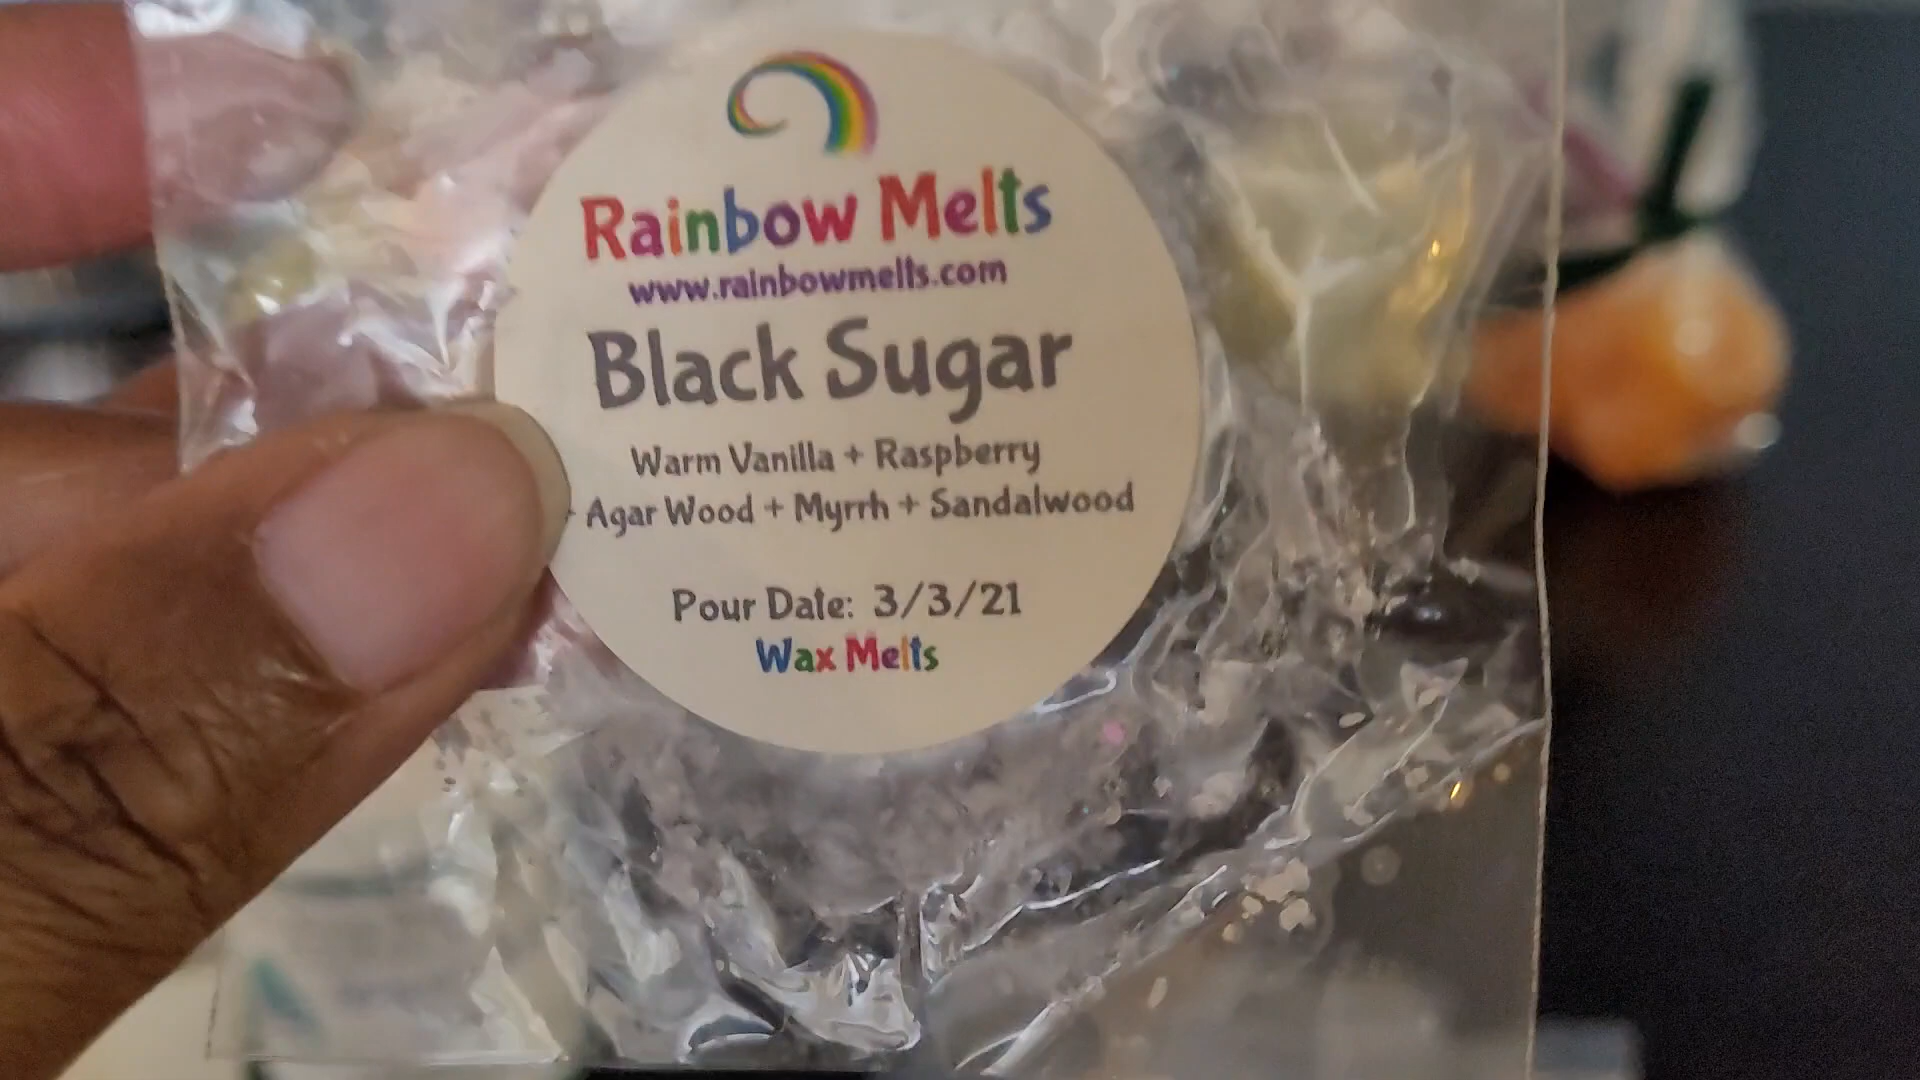 Rainbow Melts
www.rainbowmelts.com
Black Sugar
Warm Vanilla + Raspberry
+ Agar Wood + Myrrh + Sandalwood
Pour Date: 3/3/21
Wax Melts